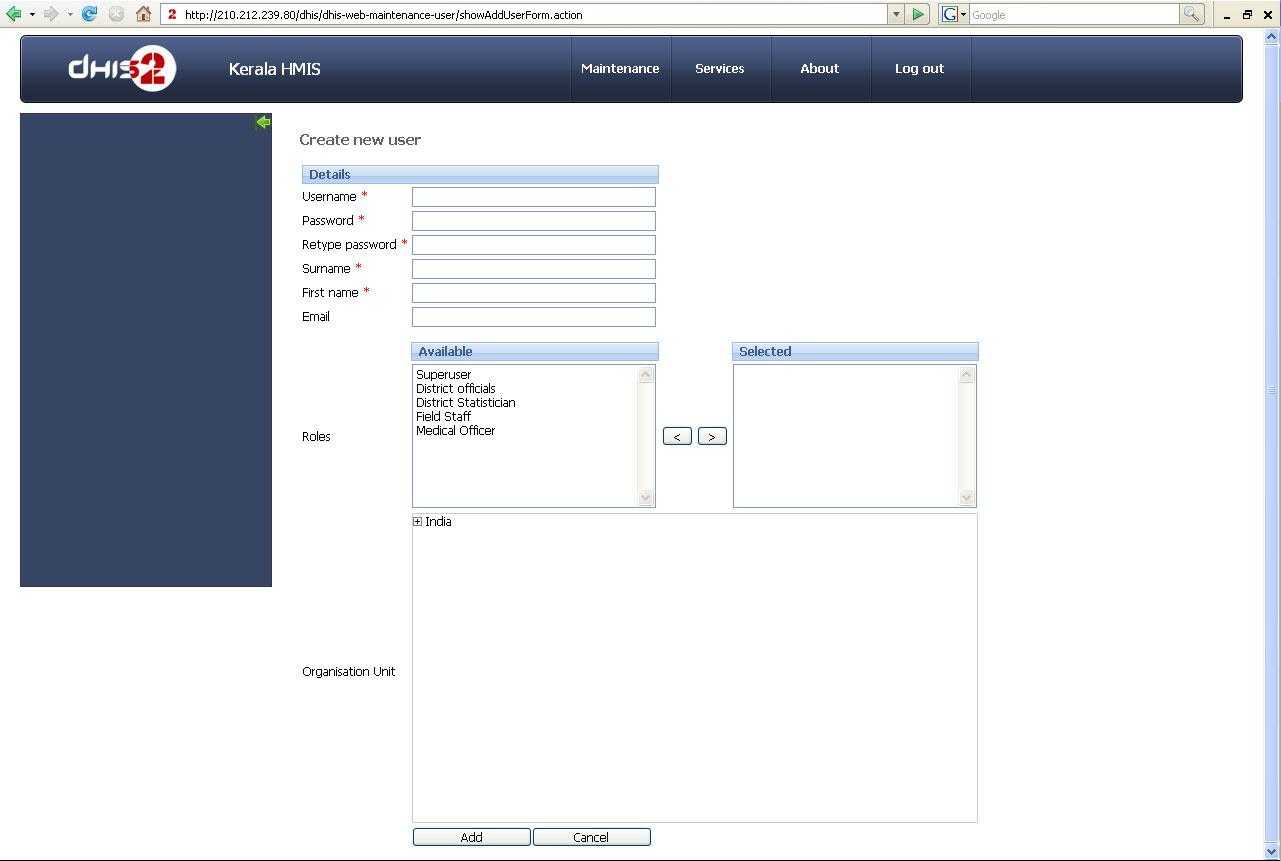 http://210.212.239.80/dhis/dhis-web-maintenance-user/showAddUserForm.action
G Google
dHIS2 Kerala HMIS Maintenance Services About Log out
Create new user
Details
Username *
Password *
Retype password *
Surname *
First name *
Email
Available Selected
Superuser
District officials
District Statistician
Field Staff
Medical Officer
Roles < >
India
Organisation Unit
Add Cancel